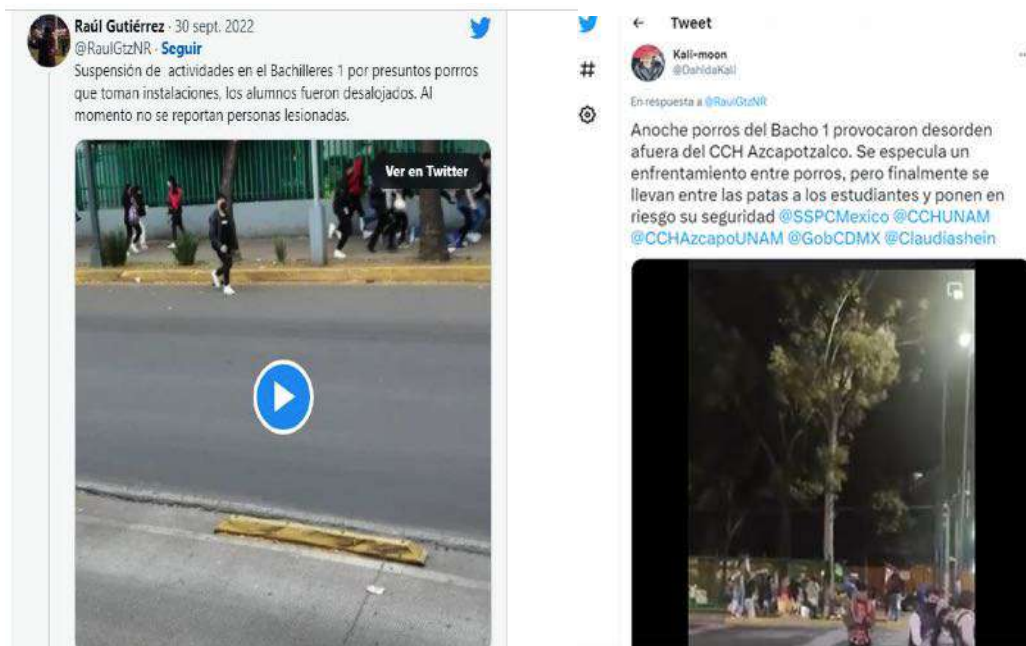 Raúl Gutiérrez · 30 sept. 2022
@RaulGtzNR · Seguir
Suspensión de actividades en el Bachilleres 1 por presuntos porrros
que toman instalaciones, los alumnos fueron desalojados. Al
momento no se reportan personas lesionadas.
Ver en Twitter
← Tweet
Kali-moon
@DahidaKali
En respuesta a @RaulGtzNR
Anoche porros del Bacho 1 provocaron desorden
afuera del CCH Azcapotzalco. Se especula un
enfrentamiento entre porros, pero finalmente se
llevan entre las patas a los estudiantes y ponen en
riesgo su seguridad @SSPCMexico @CCHUNAM
@CCHAzcapoUNAM @GobCDMX @Claudiashein